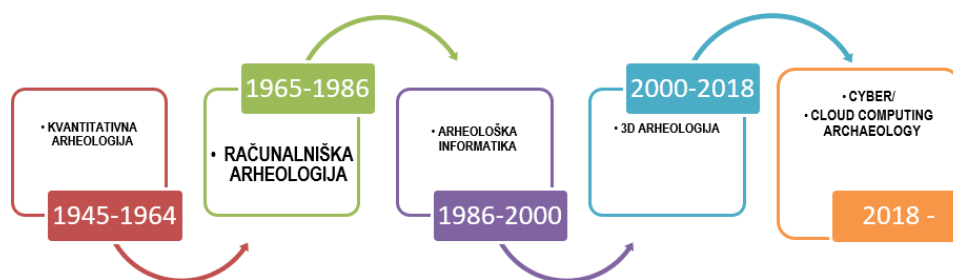 • KVANTITATIVNA
ARHEOLOGIJA
1945-1964
1965-1986
• RAČUNALNIŠKA
ARHEOLOGIJA
• ARHEOLOŠKA
INFORMATIKA
1986-2000
2000-2018
• 3D ARHEOLOGIJA
• CYBER/
• CLOUD COMPUTING
ARCHAEOLOGY
2018 -